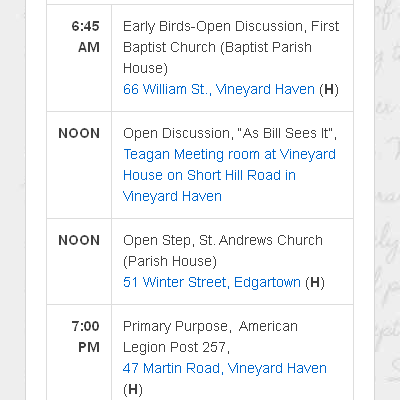 6:45 AM
Early Birds-Open Discussion, First
Baptist Church (Baptist Parish
House)
66 William St., Vineyard Haven (H)
NOON
Open Discussion, "As Bill Sees It",
Teagan Meeting room at Vineyard
House on Short Hill Road in
Vineyard Haven
NOON
Open Step, St. Andrews Church
(Parish House)
51 Winter Street, Edgartown (H)
7:00 PM
Primary Purpose,  American
Legion Post 257,
47 Martin Road, Vineyard Haven
(H)